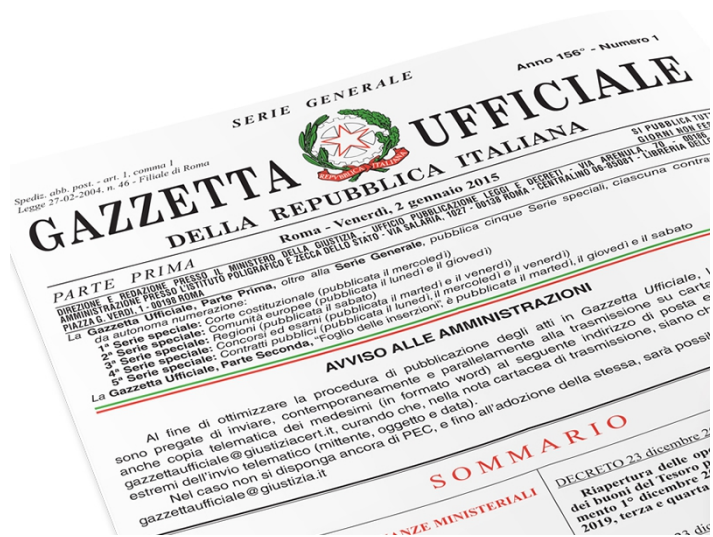 SERIE GENERALE
Anno 156° - Numero 1
Spediz. abb. post. - art. 1, comma 1
Legge 27-02-2004, n. 46 - Filiale di Roma
GAZZETTA UFFICIALE
REPVBBLICA ITALIANA
DELLA REPUBBLICA ITALIANA
PARTE PRIMA
Roma - Venerdì, 2 gennaio 2015
SI PUBBLICA TUTT
GIORNI NON FES
DIREZIONE E REDAZIONE PRESSO IL MINISTERO DELLA GIUSTIZIA - UFFICIO PUBBLICAZIONE LEGGI E DECRETI - VIA ARENULA, 70 - 00186
AMMINISTRAZIONE PRESSO L'ISTITUTO POLIGRAFICO E ZECCA DELLO STATO - VIA SALARIA, 1027 - 00138 ROMA - CENTRALINO 06-85081 - LIBRERIA DELLO
PIAZZA G. VERDI, 1 - 00198 ROMA
La Gazzetta Ufficiale, Parte Prima, oltre alla Serie Generale, pubblica cinque Serie speciali, ciascuna contra
da autonoma numerazione:
1ª Serie speciale: Corte costituzionale (pubblicata il mercoledì)
2ª Serie speciale: Comunità europee (pubblicata il lunedì e il giovedì)
3ª Serie speciale: Regioni (pubblicata il sabato)
4ª Serie speciale: Concorsi ed esami (pubblicata il martedì e il venerdì)
5ª Serie speciale: Contratti pubblici (pubblicata il lunedì, il mercoledì e il venerdì)
La Gazzetta Ufficiale, Parte Seconda, "Foglio delle inserzioni", è pubblicata il martedì, il giovedì e il sabato
AVVISO ALLE AMMINISTRAZIONI
Al fine di ottimizzare la procedura di pubblicazione degli atti in Gazzetta Ufficiale, l
sono pregate di inviare, contemporaneamente e parallelamente alla trasmissione su carta
anche copia telematica dei medesimi (in formato word) al seguente indirizzo di posta e
gazzettaufficiale@giustiziacert.it, curando che, nella nota cartacea di trasmissione, siano ch
estremi dell'invio telematico (mittente, oggetto e data).
Nel caso non si disponga ancora di PEC, e fino all'adozione della stessa, sarà possi
gazzettaufficiale@giustizia.it
SOMMARIO
ANZE MINISTERIALI
DECRETO 23 dicembre 2
Riapertura delle ope
dei buoni del Tesoro p
mento 1° dicembre 2
2019, terza e quarta